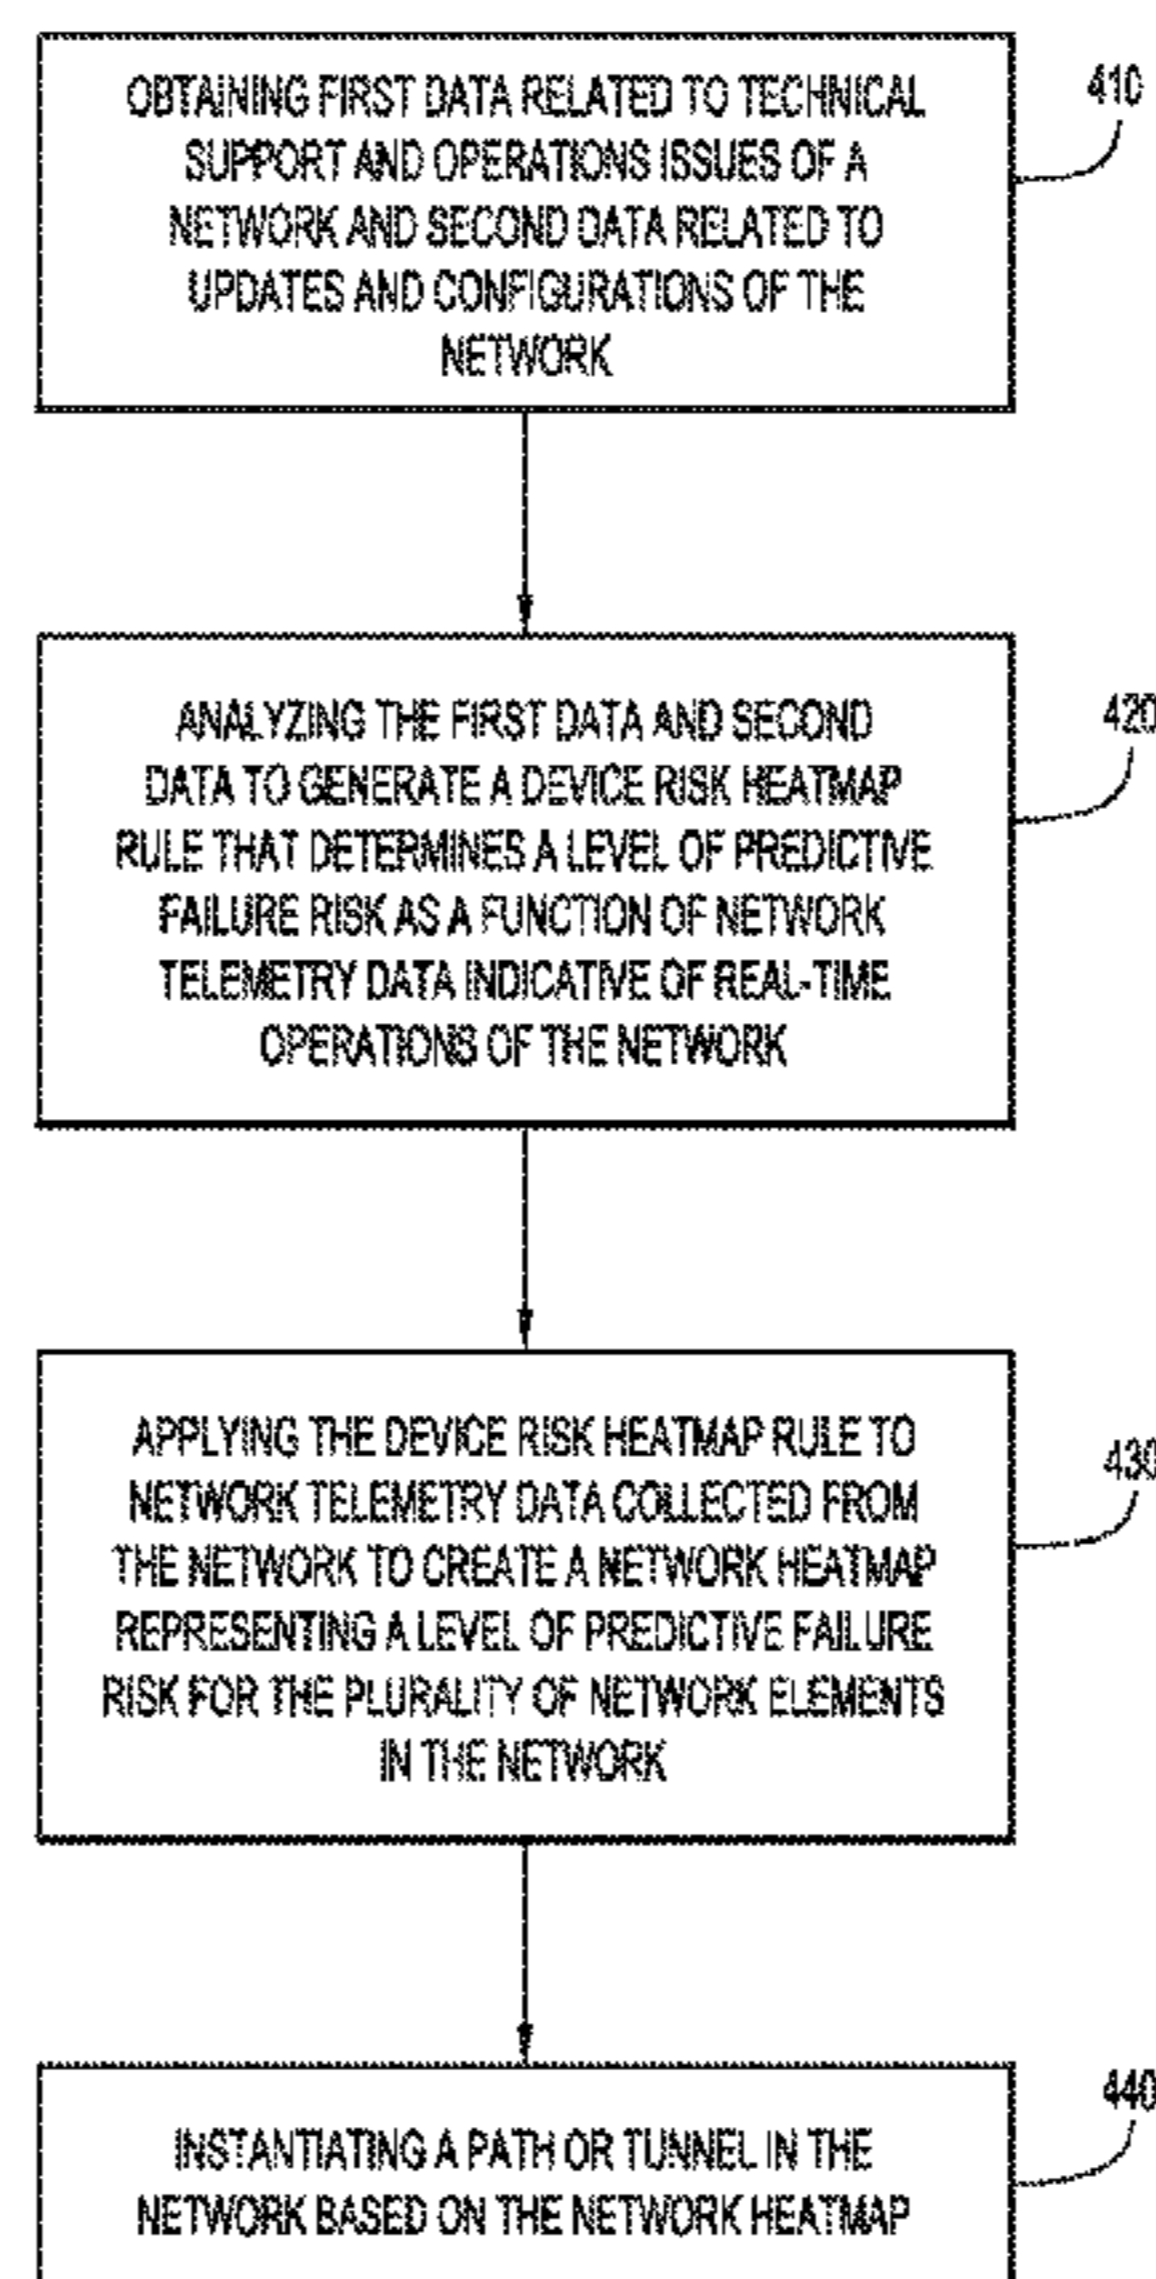 410
OBTAINING FIRST DATA RELATED TO TECHNICAL
SUPPORT AND OPERATIONS ISSUES OF A
NETWORK AND SECOND DATA RELATED TO
UPDATES AND CONFIGURATIONS OF THE
NETWORK
420
ANALYZING THE FIRST DATA AND SECOND
DATA TO GENERATE A DEVICE RISK HEATMAP
RULE THAT DETERMINES A LEVEL OF PREDICTIVE
FAILURE RISK AS A FUNCTION OF NETWORK
TELEMETRY DATA INDICATIVE OF REAL-TIME
OPERATIONS OF THE NETWORK
430
APPLYING THE DEVICE RISK HEATMAP RULE TO
NETWORK TELEMETRY DATA COLLECTED FROM
THE NETWORK TO CREATE A NETWORK HEATMAP
REPRESENTING A LEVEL OF PREDICTIVE FAILURE
RISK FOR THE PLURALITY OF NETWORK ELEMENTS
IN THE NETWORK
440
INSTANTIATING A PATH OR TUNNEL IN THE
NETWORK BASED ON THE NETWORK HEATMAP